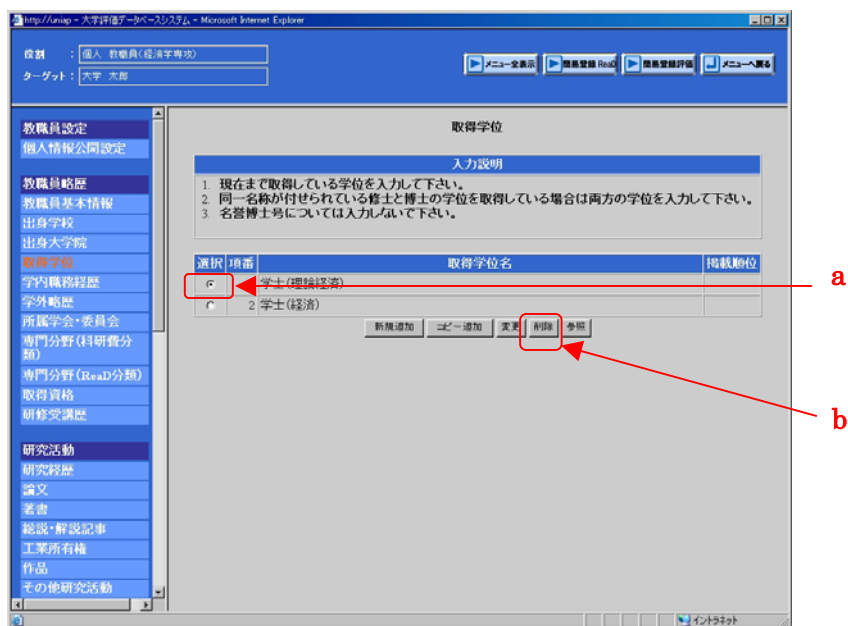 http://uniap - 大学評価データベースシステム - Microsoft Internet Explorer
役割 : 個人 教職員(経済学専攻)
ターゲット : 大学 太郎
メニュー全表示 簡易登録 ReaD 簡易登録評価 メニューへ戻る
教職員設定
個人情報公開設定
教職員略歴
教職員基本情報
出身学校
出身大学院
取得学位
学内職務経歴
学外略歴
所属学会・委員会
専門分野(科研費分
類)
専門分野(ReaD分類)
取得資格
研修受講歴
研究活動
研究経歴
論文
著書
総説・解説記事
工業所有権
作品
その他研究活動
取得学位
入力説明
1. 現在まで取得している学位を入力して下さい。
2. 同一名称が付せられている修士と博士の学位を取得している場合は両方の学位を入力して下さい。
3. 名誉博士号については入力しないで下さい。
選択 項番 取得学位名 掲載順位
学士(理論経済)
2 学士(経済)
新規追加 コピー追加 変更 削除 参照
a
b
イントラネット